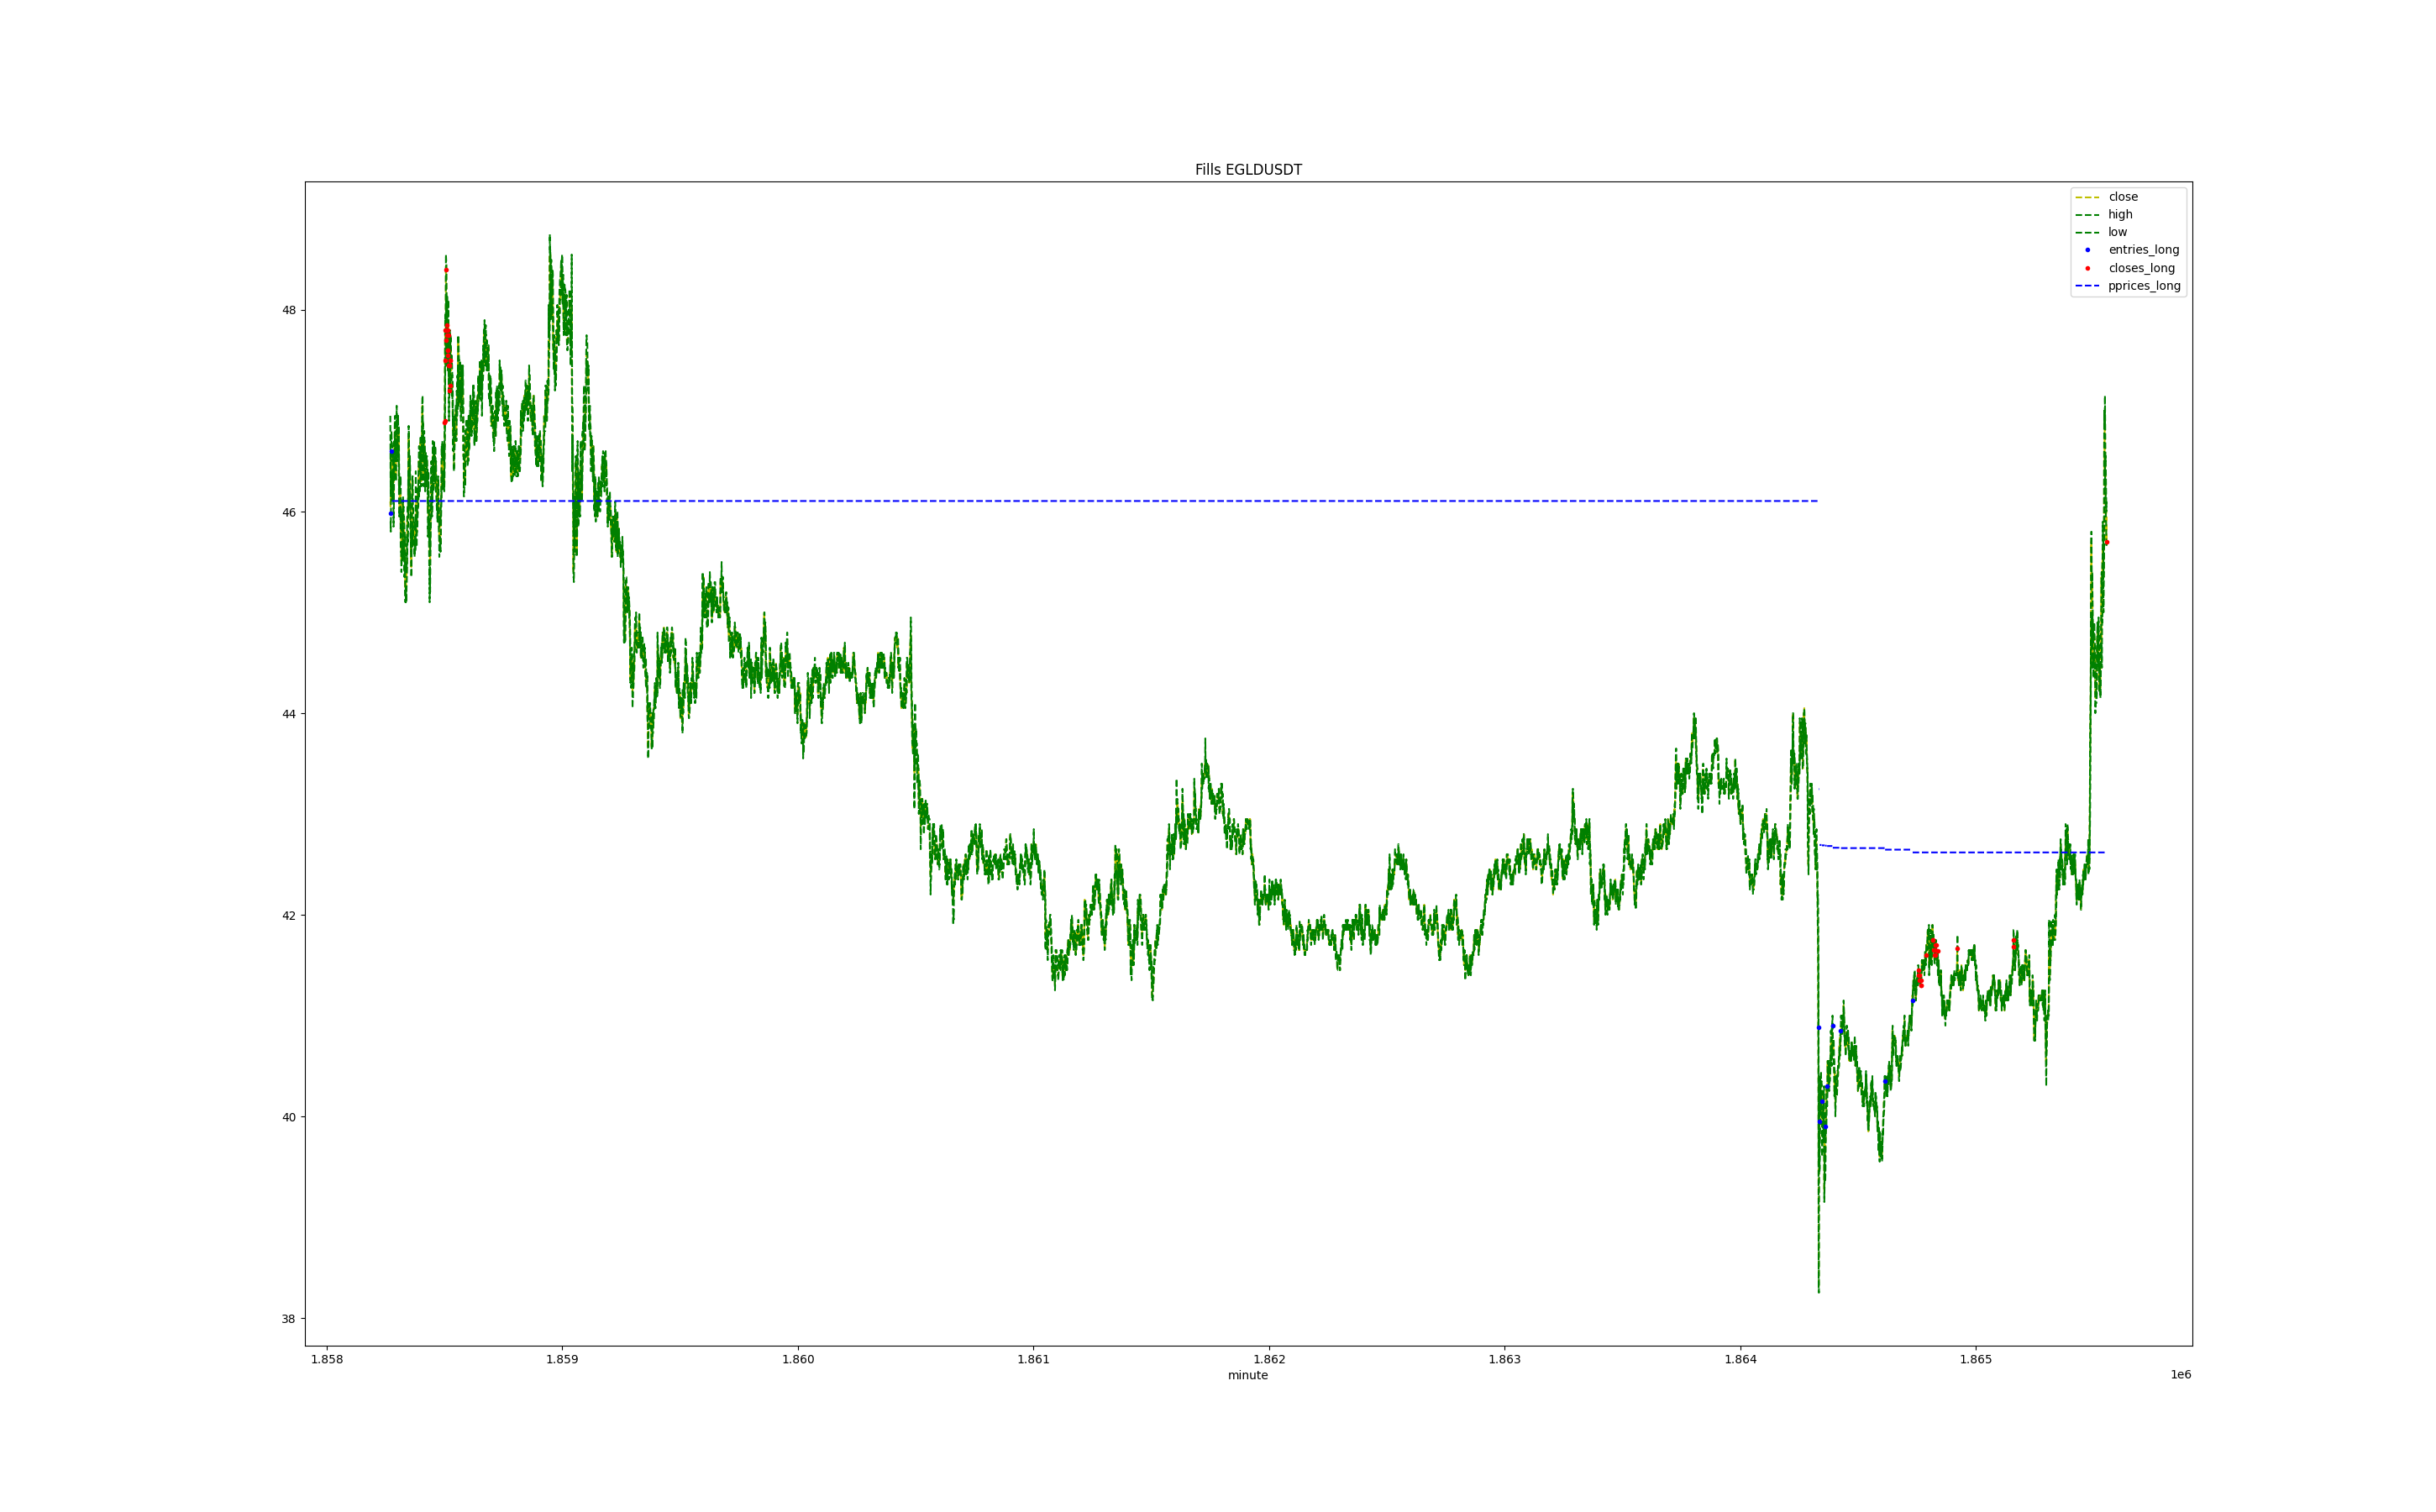 Fills EGLDUSDT
close
high
low
entries_long
closes_long
pprices_long
48
46
44
42
40
38
1.858 1.859 1.860 1.861 1.862 1.863 1.864 1.865
minute
1e6